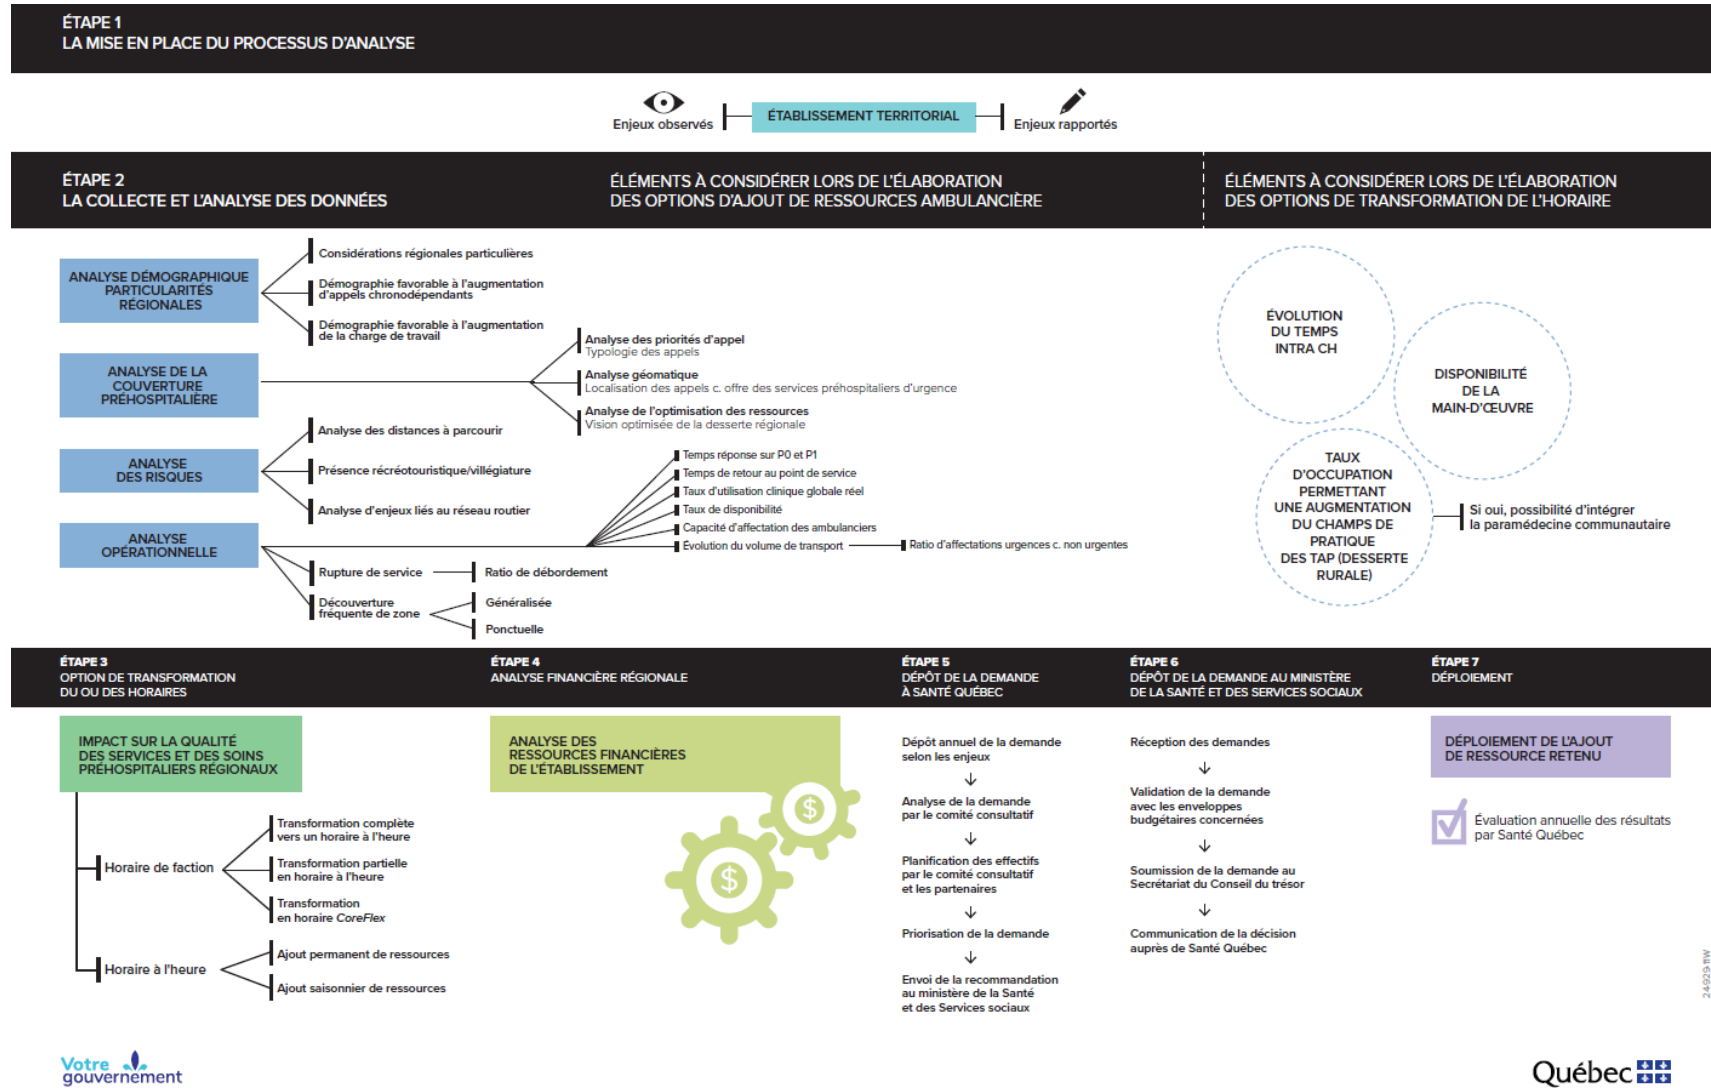 ÉTAPE 1
LA MISE EN PLACE DU PROCESSUS D'ANALYSE
Enjeux observés
ÉTABLISSEMENT TERRITORIAL
Enjeux rapportés
ÉTAPE 2
LA COLLECTE ET L'ANALYSE DES DONNÉES
ÉLÉMENTS À CONSIDÉRER LORS DE L'ÉLABORATION
DES OPTIONS D'AJOUT DE RESSOURCES AMBULANCIÈRE
ÉLÉMENTS À CONSIDÉRER LORS DE L'ÉLABORATION
DES OPTIONS DE TRANSFORMATION DE L'HORAIRE
ANALYSE DÉMOGRAPHIQUE
PARTICULARITÉS
RÉGIONALES
Considérations régionales particulières
Démographie favorable à l'augmentation
d'appels chronodépendants
Démographie favorable à l'augmentation
de la charge de travail
ANALYSE DE LA
COUVERTURE
PRÉHOSPITALIÈRE
Analyse des priorités d'appel
Typologie des appels
Analyse géomatique
Localisation des appels c. offre des services préhospitaliers d'urgence
Analyse de l'optimisation des ressources
Vision optimisée de la desserte régionale
ANALYSE
DES RISQUES
Analyse des distances à parcourir
Présence récréotouristique/villégiature
Analyse d'enjeux liés au réseau routier
ANALYSE
OPÉRATIONNELLE
Temps réponse sur P0 et P1
Temps de retour au point de service
Taux d'utilisation clinique globale réel
Taux de disponibilité
Capacité d'affectation des ambulanciers
Évolution du volume de transport
Ratio d'affectations urgences c. non urgentes
Rupture de service
Ratio de débordement
Découverture
fréquente de zone
Généralisée
Ponctuelle
ÉVOLUTION
DU TEMPS
INTRA CH
DISPONIBILITÉ
DE LA
MAIN-D'ŒUVRE
TAUX
D'OCCUPATION
PERMETTANT
UNE AUGMENTATION
DU CHAMPS DE
PRATIQUE
DES TAP (DESSERTE
RURALE)
Si oui, possibilité d'intégrer
la paramédecine communautaire
ÉTAPE 3
OPTION DE TRANSFORMATION
DU OU DES HORAIRES
IMPACT SUR LA QUALITÉ
DES SERVICES ET DES SOINS
PRÉHOSPITALIERS RÉGIONAUX
Horaire de faction
Transformation complète
vers un horaire à l'heure
Transformation partielle
en horaire à l'heure
Transformation
en horaire CoreFlex
Horaire à l'heure
Ajout permanent de ressources
Ajout saisonnier de ressources
ÉTAPE 4
ANALYSE FINANCIÈRE RÉGIONALE
ANALYSE DES
RESSOURCES FINANCIÈRES
DE L'ÉTABLISSEMENT
$
$
ÉTAPE 5
DÉPÔT DE LA DEMANDE
À SANTÉ QUÉBEC
Dépôt annuel de la demande
selon les enjeux
Analyse de la demande
par le comité consultatif
Planification des effectifs
par le comité consultatif
et les partenaires
Priorisation de la demande
Envoi de la recommandation
au ministère de la Santé
et des Services sociaux
ÉTAPE 6
DÉPÔT DE LA DEMANDE AU MINISTÈRE
DE LA SANTÉ ET DES SERVICES SOCIAUX
Réception des demandes
Validation de la demande
avec les enveloppes
budgétaires concernées
Soumission de la demande au
Secrétariat du Conseil du trésor
Communication de la décision
auprès de Santé Québec
ÉTAPE 7
DÉPLOIEMENT
DÉPLOIEMENT DE L'AJOUT
DE RESSOURCE RETENU
Évaluation annuelle des résultats
par Santé Québec
24-929-11W
Votre
gouvernement
Québec